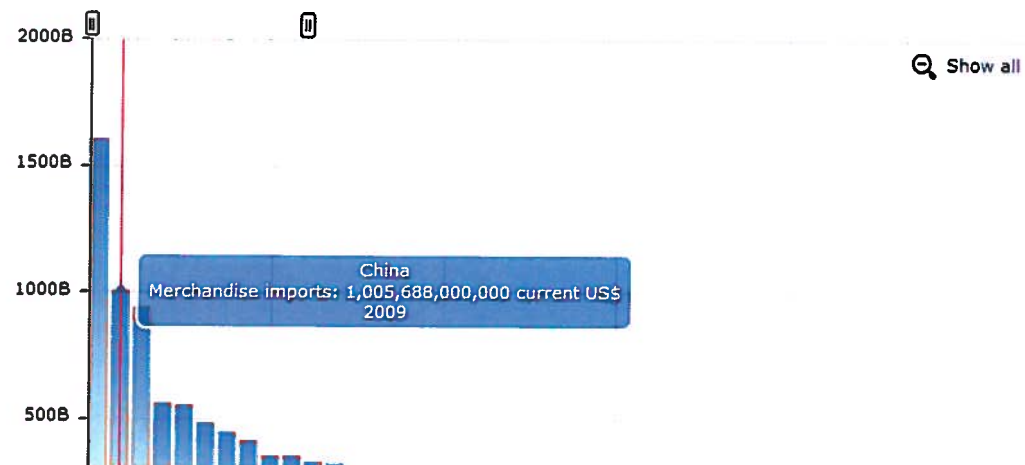 2000B
Show all
1500B
China
Merchandise imports: 1,005,688,000,000 current US$
2009
1000B
500B